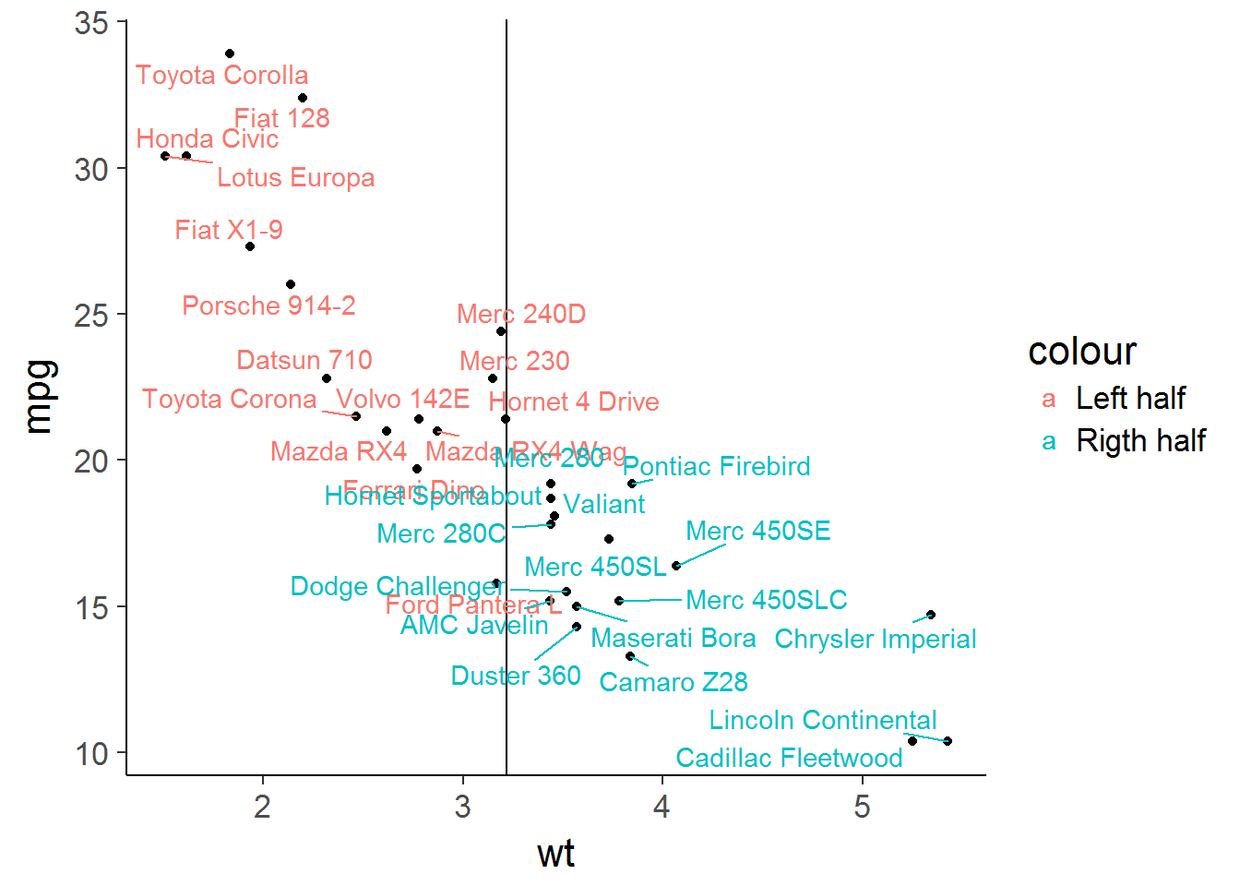 35
Toyota Corolla
Fiat 128
Honda Civic
30
Lotus Europa
Fiat X1-9
Porsche 914-2
25
Merc 240D
Datsun 710
Merc 230
colour
Toyota Corona
Volvo 142E
Hornet 4 Drive
a Left half
mpg
a Rigth half
Mazda RX4
Mazda RX4 Wag
20
Merc 280
Pontiac Firebird
Ferrari Dino
Hornet Sportabout
Valiant
Merc 280C
Merc 450SE
Merc 450SL
Dodge Challenger
15
Ford Pantera L
Merc 450SLC
AMC Javelin
Maserati Bora
Chrysler Imperial
Duster 360
Camaro Z28
Lincoln Continental
10
Cadillac Fleetwood
2 3 4 5
wt